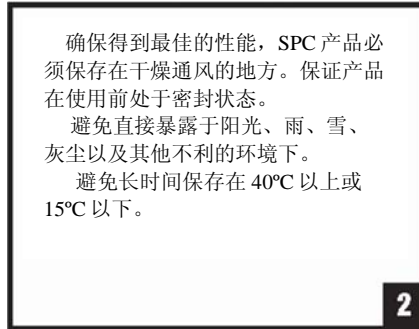 确保得到最佳的性能，SPC 产品必
须保存在干燥通风的地方。保证产品
在使用前处于密封状态。
避免直接暴露于阳光、雨、雪、
灰尘以及其他不利的环境下。
避免长时间保存在 40ºC 以上或
15ºC 以下。
2